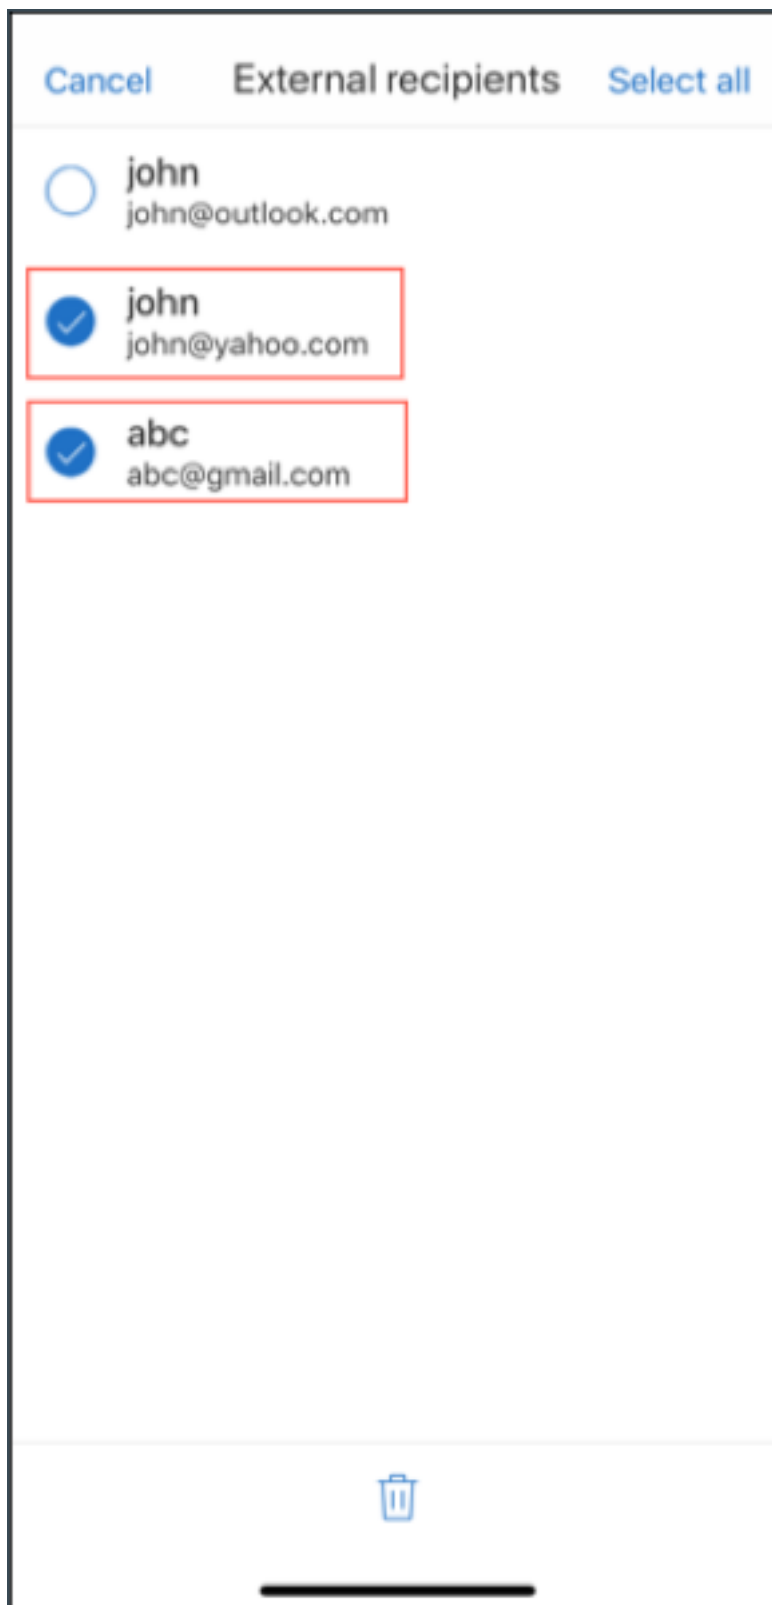 Cancel External recipients Select all
john
john@outlook.com
john
john@yahoo.com
abc
abc@gmail.com